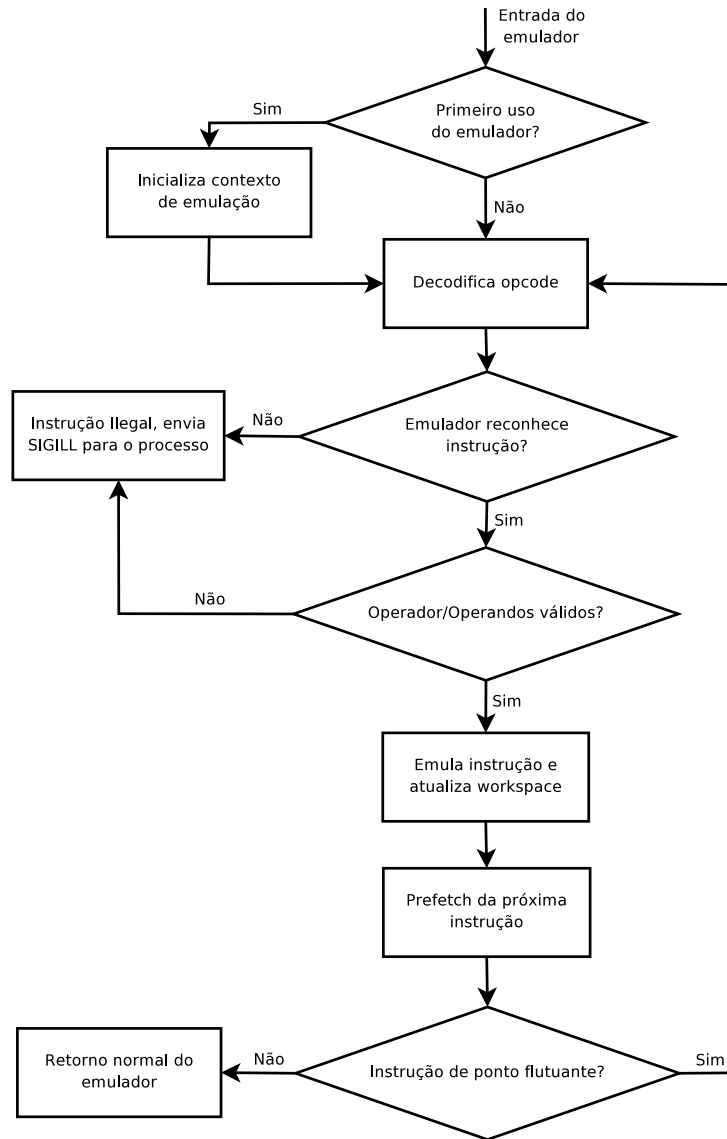 Entrada do
emulador
Primeiro uso
do emulador?
Sim
Inicializa contexto
de emulação
Não
Decodifica opcode
Instrução Ilegal, envia
SIGILL para o processo
Não
Emulador reconhece
instrução?
Sim
Não
Operador/Operandos válidos?
Sim
Emula instrução e
atualiza workspace
Prefetch da próxima
instrução
Retorno normal do
emulador
Não
Instrução de ponto flutuante?
Sim